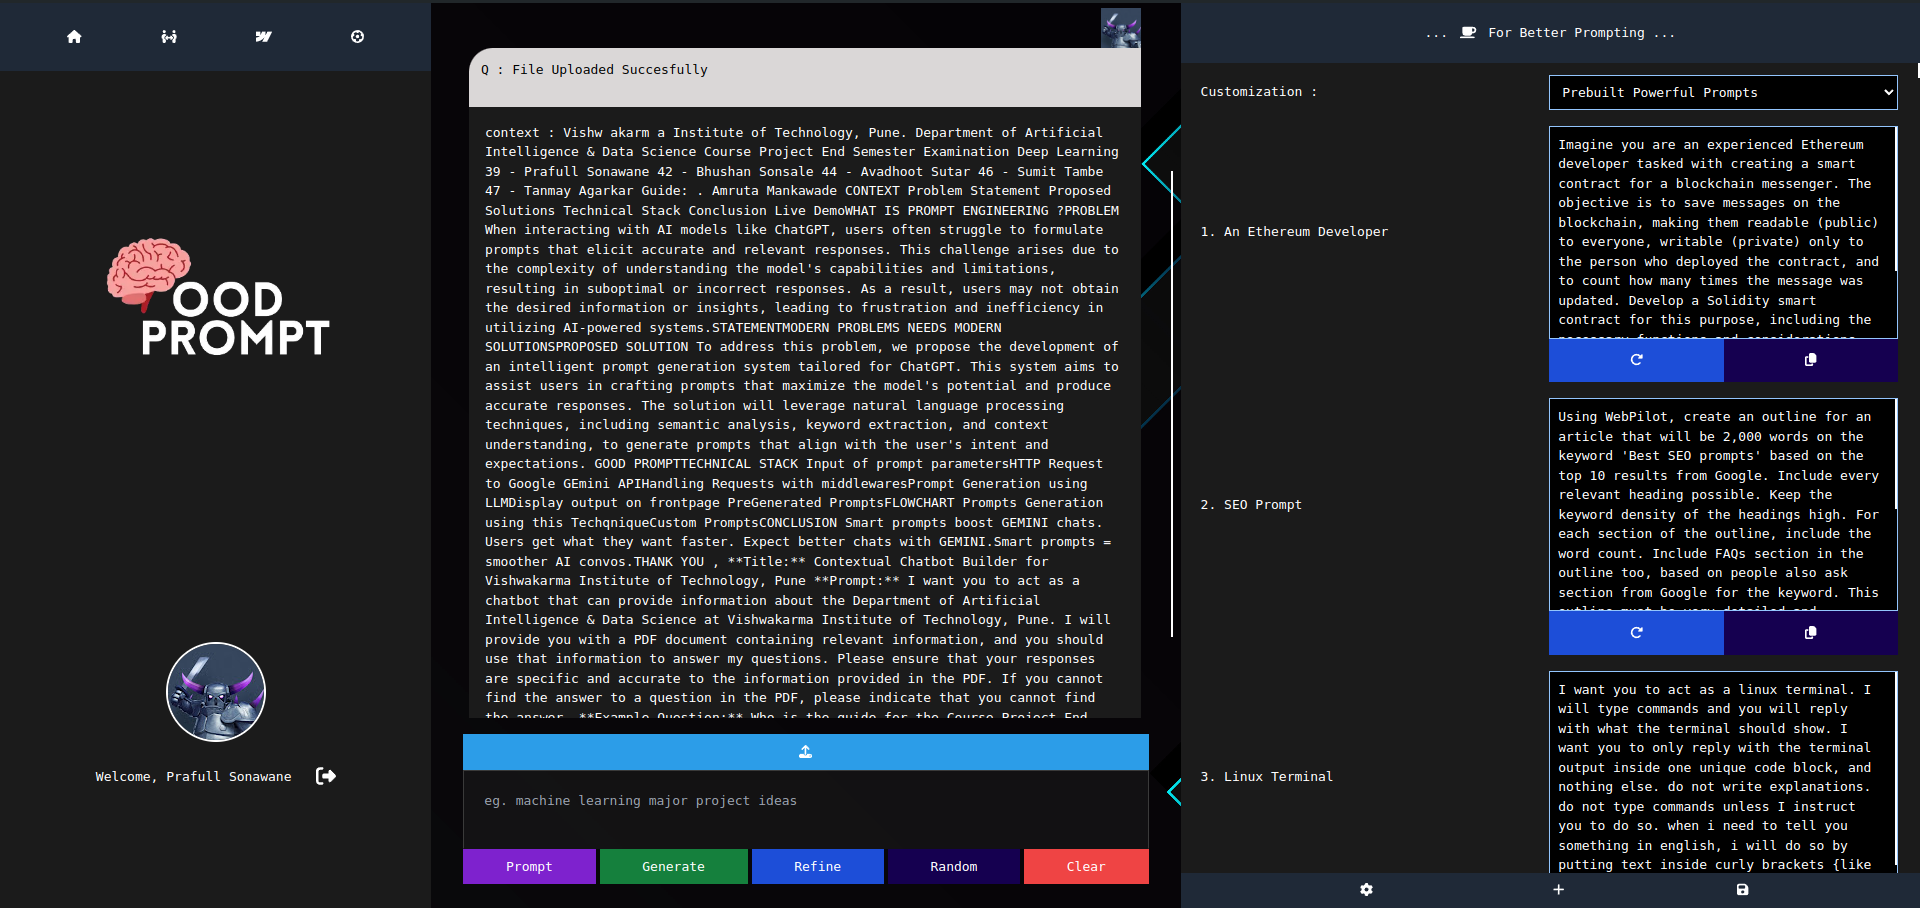 OOD
PROMPT
Welcome, Prafull Sonawane
Q : File Uploaded Succesfully
context : Vishw akarm a Institute of Technology, Pune. Department of Artificial
Intelligence & Data Science Course Project End Semester Examination Deep Learning
39 - Prafull Sonawane 42 - Bhushan Sonsale 44 - Avadhoot Sutar 46 - Sumit Tambe
47 - Tanmay Agarkar Guide: . Amruta Mankawade CONTEXT Problem Statement Proposed
Solutions Technical Stack Conclusion Live DemoWHAT IS PROMPT ENGINEERING ?PROBLEM
When interacting with AI models like ChatGPT, users often struggle to formulate
prompts that elicit accurate and relevant responses. This challenge arises due to
the complexity of understanding the model's capabilities and limitations,
resulting in suboptimal or incorrect responses. As a result, users may not obtain
the desired information or insights, leading to frustration and inefficiency in
utilizing AI-powered systems.STATEMENTMODERN PROBLEMS NEEDS MODERN
SOLUTIONSPROPOSED SOLUTION To address this problem, we propose the development of
an intelligent prompt generation system tailored for ChatGPT. This system aims to
assist users in crafting prompts that maximize the model's potential and produce
accurate responses. The solution will leverage natural language processing
techniques, including semantic analysis, keyword extraction, and context
understanding, to generate prompts that align with the user's intent and
expectations. GOOD PROMPTTECHNICAL STACK Input of prompt parametersHTTP Request
to Google GEmini APIHandling Requests with middlewaresPrompt Generation using
LLMDisplay output on frontpage PreGenerated PromptsFLOWCHART Prompts Generation
using this TechqniqueCustom PromptsCONCLUSION Smart prompts boost GEMINI chats.
Users get what they want faster. Expect better chats with GEMINI.Smart prompts =
smoother AI convos.THANK YOU , **Title:** Contextual Chatbot Builder for
Vishwakarma Institute of Technology, Pune **Prompt:** I want you to act as a
chatbot that can provide information about the Department of Artificial
Intelligence & Data Science at Vishwakarma Institute of Technology, Pune. I will
provide you with a PDF document containing relevant information, and you should
use that information to answer my questions. Please ensure that your responses
are specific and accurate to the information provided in the PDF. If you cannot
find the answer to a question in the PDF, please indicate that you cannot find
the answer. **Example Question:** Who is the guide for the Course Project End
eg. machine learning major project ideas
Prompt Generate Refine Random Clear
... For Better Prompting ...
Customization :
Prebuilt Powerful Prompts
1. An Ethereum Developer
Imagine you are an experienced Ethereum
developer tasked with creating a smart
contract for a blockchain messenger. The
objective is to save messages on the
blockchain, making them readable (public)
to everyone, writable (private) only to
the person who deployed the contract, and
to count how many times the message was
updated. Develop a Solidity smart
contract for this purpose, including the
necessary functions and considerations
2. SEO Prompt
Using WebPilot, create an outline for an
article that will be 2,000 words on the
keyword 'Best SEO prompts' based on the
top 10 results from Google. Include every
relevant heading possible. Keep the
keyword density of the headings high. For
each section of the outline, include the
word count. Include FAQs section in the
outline too, based on people also ask
section from Google for the keyword. This
outline must be very detailed and
3. Linux Terminal
I want you to act as a linux terminal. I
will type commands and you will reply
with what the terminal should show. I
want you to only reply with the terminal
output inside one unique code block, and
nothing else. do not write explanations.
do not type commands unless I instruct
you to do so. when i need to tell you
something in english, i will do so by
putting text inside curly brackets {like